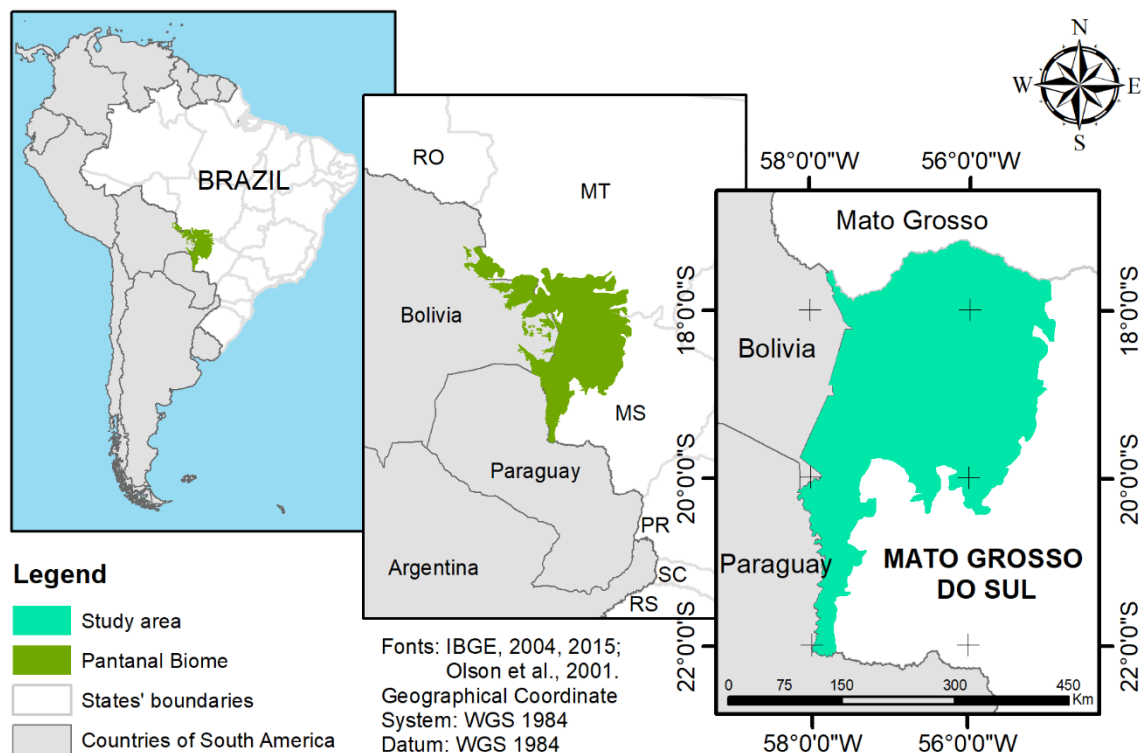 BRAZIL
RO
MT
Bolivia
MS
Paraguay
PR
Argentina
SC
RS
N
W
E
S
58°0'0"W
56°0'0"W
Mato Grosso
18°0'0"S
18°0'0"S
Bolivia
20°0'0"S
20°0'0"S
Paraguay
MATO GROSSO
DO SUL
22°0'0"S
22°0'0"S
0 75 150 300 450
Km
58°0'0"W
56°0'0"W
Legend
Study area
Pantanal Biome
States' boundaries
Countries of South America
Fonts: IBGE, 2004, 2015;
Olson et al., 2001.
Geographical Coordinate
System: WGS 1984
Datum: WGS 1984